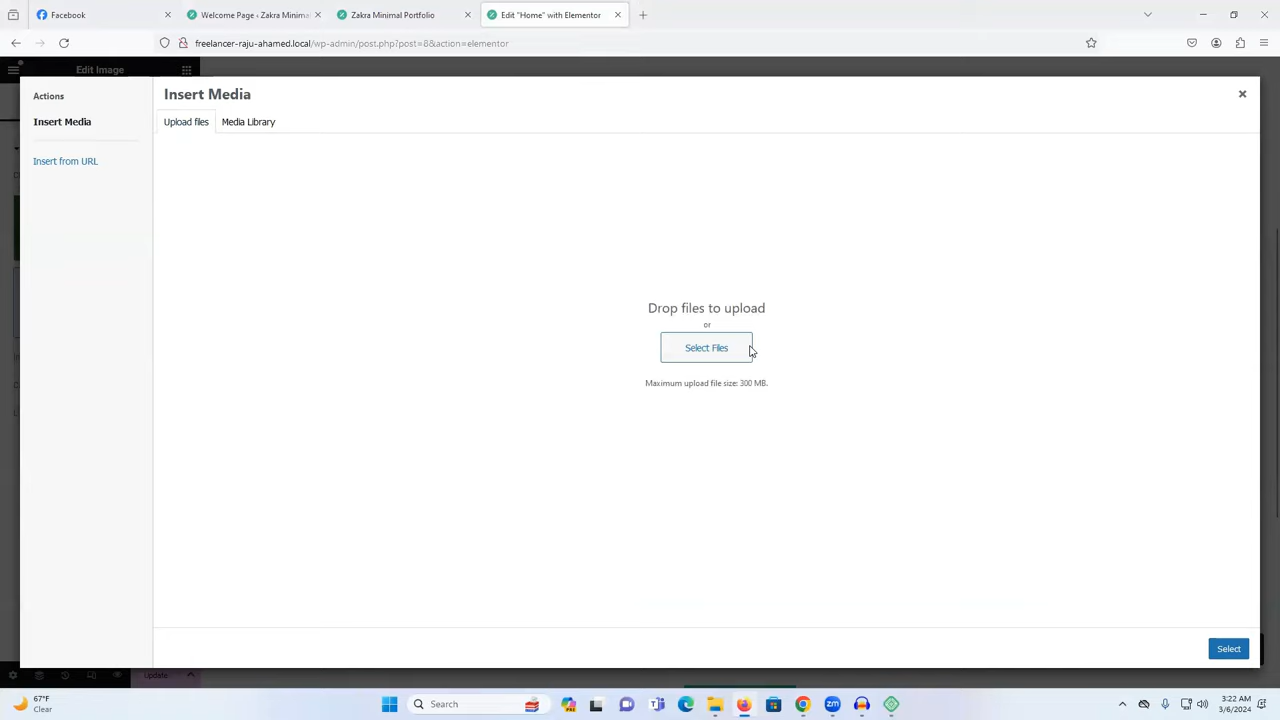 Facebook
Welcome Page ‹ Zakra Minima
Zakra Minimal Portfolio
Edit "Home" with Elementor
freelancer-raju-ahamed.local/wp-admin/post.php?post=8&action=elementor
Edit Image
Actions
Insert Media
Insert from URL
Insert Media
Upload files
Media Library
Drop files to upload
or
Select Files
Maximum upload file size: 300 MB.
Select
Update
67°F
Clear
Search
3:22 AM
3/6/2024